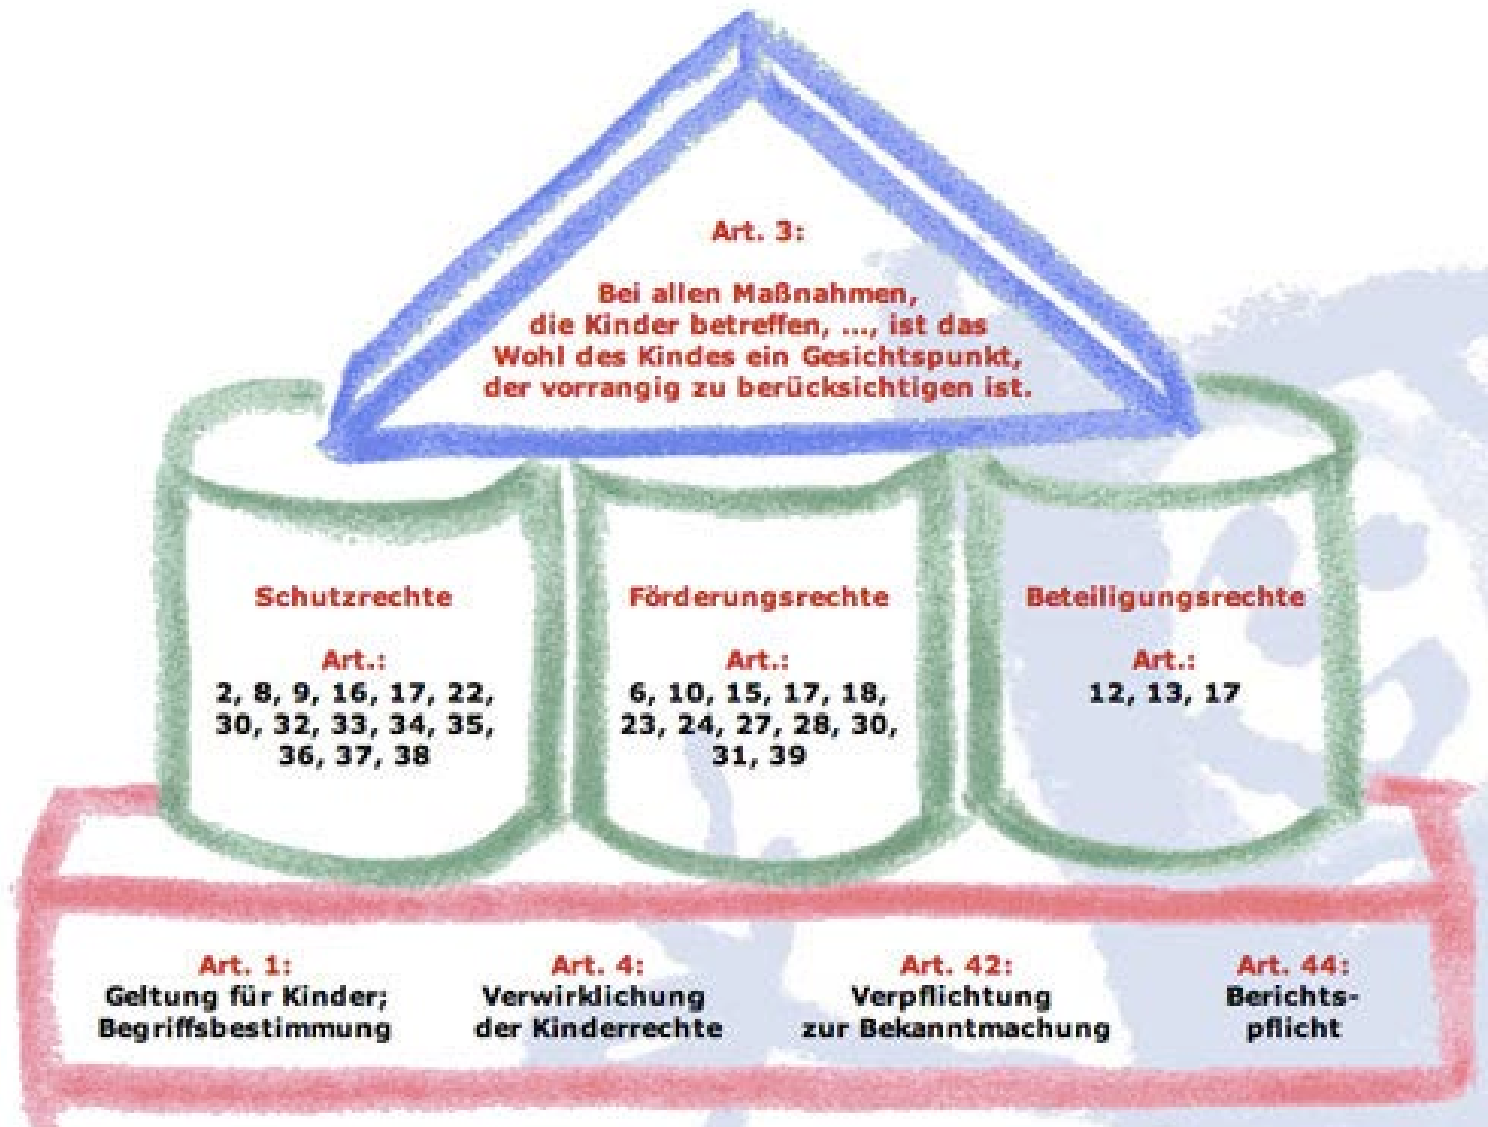 Art. 3:
Bei allen Maßnahmen,
die Kinder betreffen, ..., ist das
Wohl des Kindes ein Gesichtspunkt,
der vorrangig zu berücksichtigen ist.
Schutzrechte
Art.:
2, 8, 9, 16, 17, 22,
30, 32, 33, 34, 35,
36, 37, 38
Förderungsrechte
Art.:
6, 10, 15, 17, 18,
23, 24, 27, 28, 30,
31, 39
Beteiligungsrechte
Art.:
12, 13, 17
Art. 1:
Geltung für Kinder;
Begriffsbestimmung
Art. 4:
Verwirklichung
der Kinderrechte
Art. 42:
Verpflichtung
zur Bekanntmachung
Art. 44:
Berichts-
pflicht